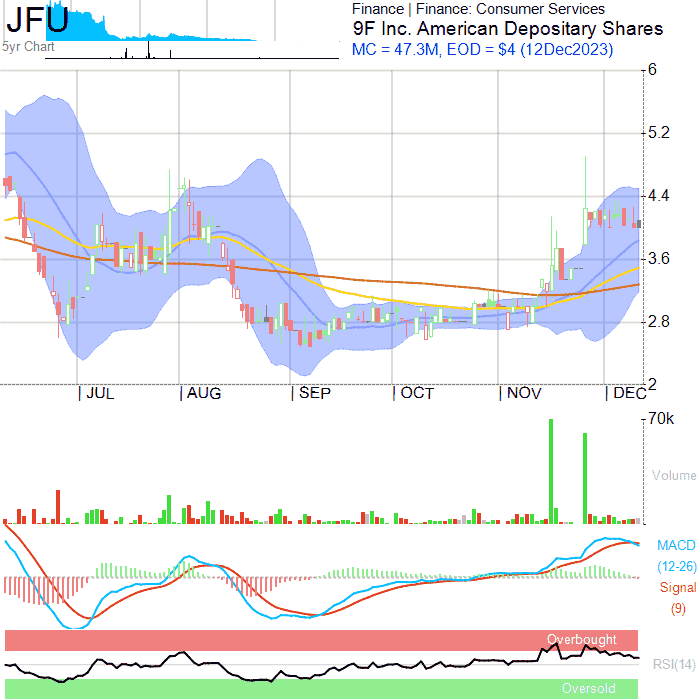 JFU
5yr Chart
Finance | Finance: Consumer Services
9F Inc. American Depositary Shares
MC = 47.3M, EOD = $4 (12Dec2023)
6
5.2
4.4
3.6
2.8
2
JUL AUG SEP OCT NOV DEC
70k
Volume
MACD
(12-26)
Signal
(9)
Overbought
RSI(14)
Oversold